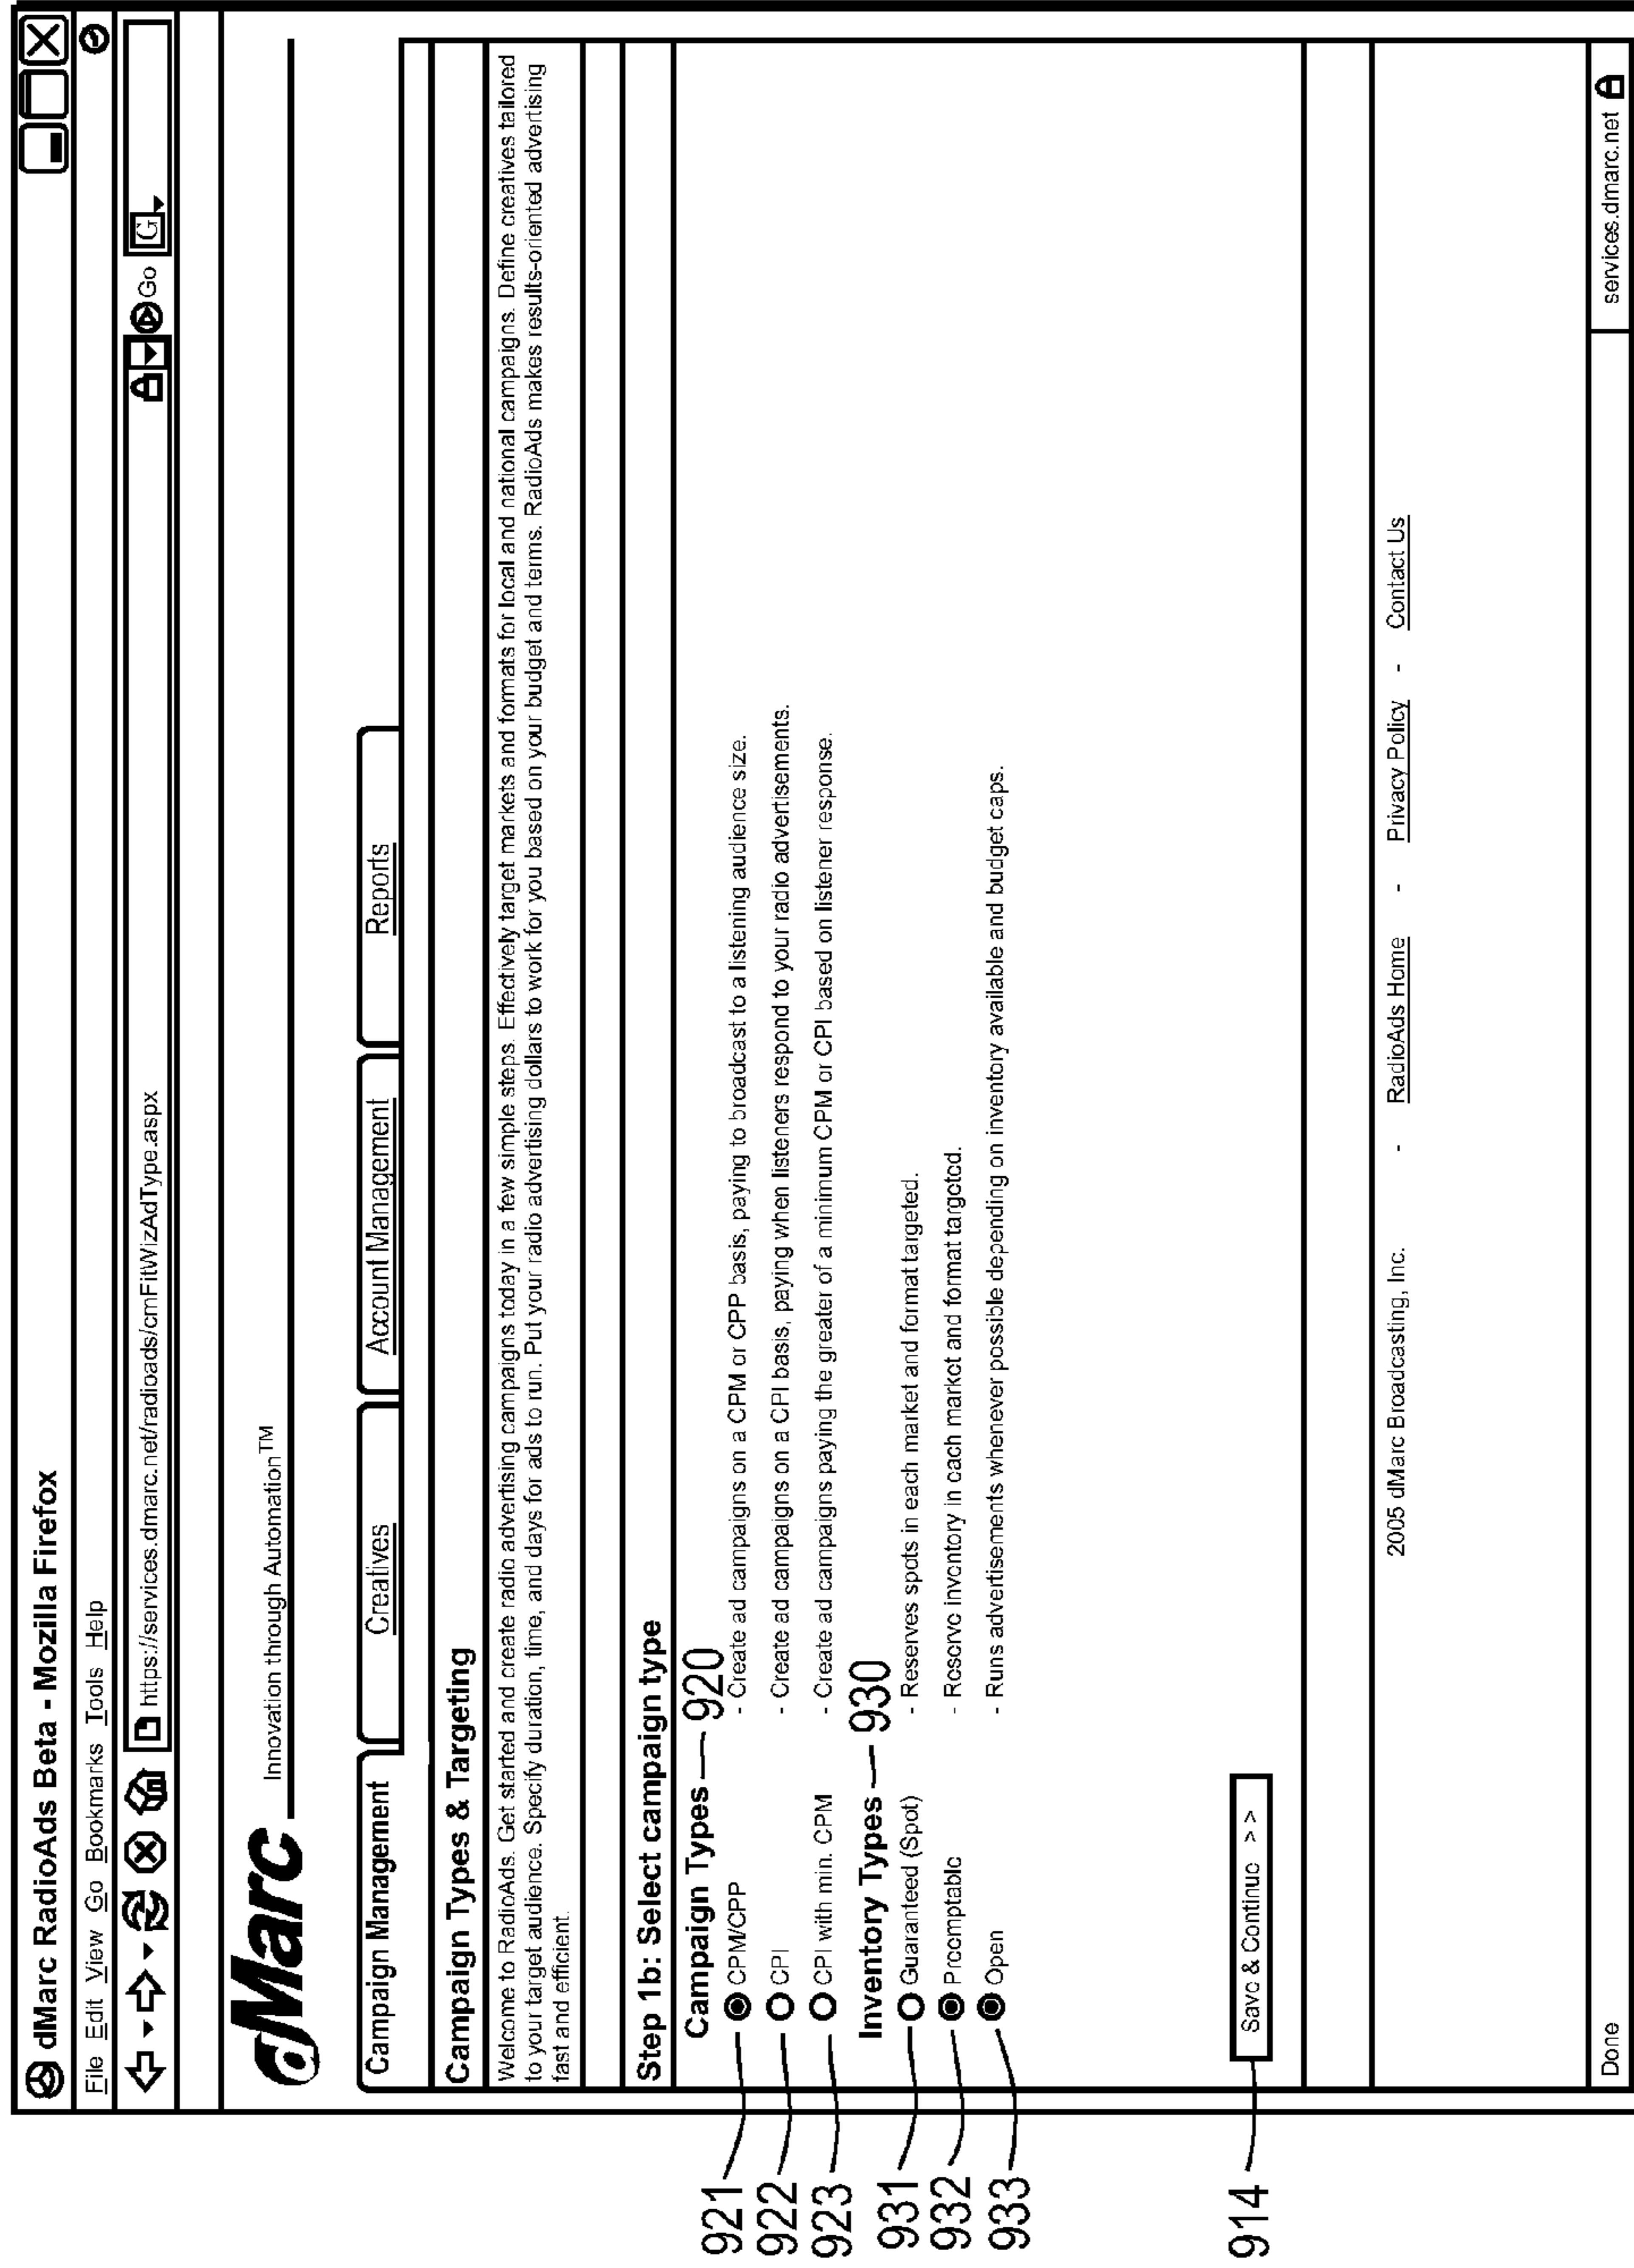 dMarc RadioAds Beta - Mozilla Firefox
File Edit View Go Bookmarks Tools Help
https://services.dmarc.net/radioads/cmFitWizAdType.aspx Go G
dMarc Innovation through Automation™
Campaign Management Creatives Account Management Reports
Campaign Types & Targeting
Welcome to RadioAds. Get started and create radio advertising campaigns today in a few simple steps. Effectively target markets and formats for local and national campaigns. Define creatives tailored
to your target audience. Specify duration, time, and days for ads to run. Put your radio advertising dollars to work for you based on your budget and terms. RadioAds makes results-oriented advertising
fast and efficient.
Step 1b: Select campaign type
Campaign Types 920
921 CPM/CPP - Create ad campaigns on a CPM or CPP basis, paying to broadcast to a listening audience size.
922 CPI - Create ad campaigns on a CPI basis, paying when listeners respond to your radio advertisements.
923 CPI with min. CPM - Create ad campaigns paying the greater of a minimum CPM or CPI based on listener response.
Inventory Types 930
931 Guaranteed (Spot) - Reserves spots in each market and format targeted.
932 Preemptable - Reserve inventory in each market and format targeted.
933 Open - Runs advertisements whenever possible depending on inventory available and budget caps.
914 Save & Continue > >
2005 dMarc Broadcasting, Inc. - RadioAds Home - Privacy Policy - Contact Us
Done services.dmarc.net